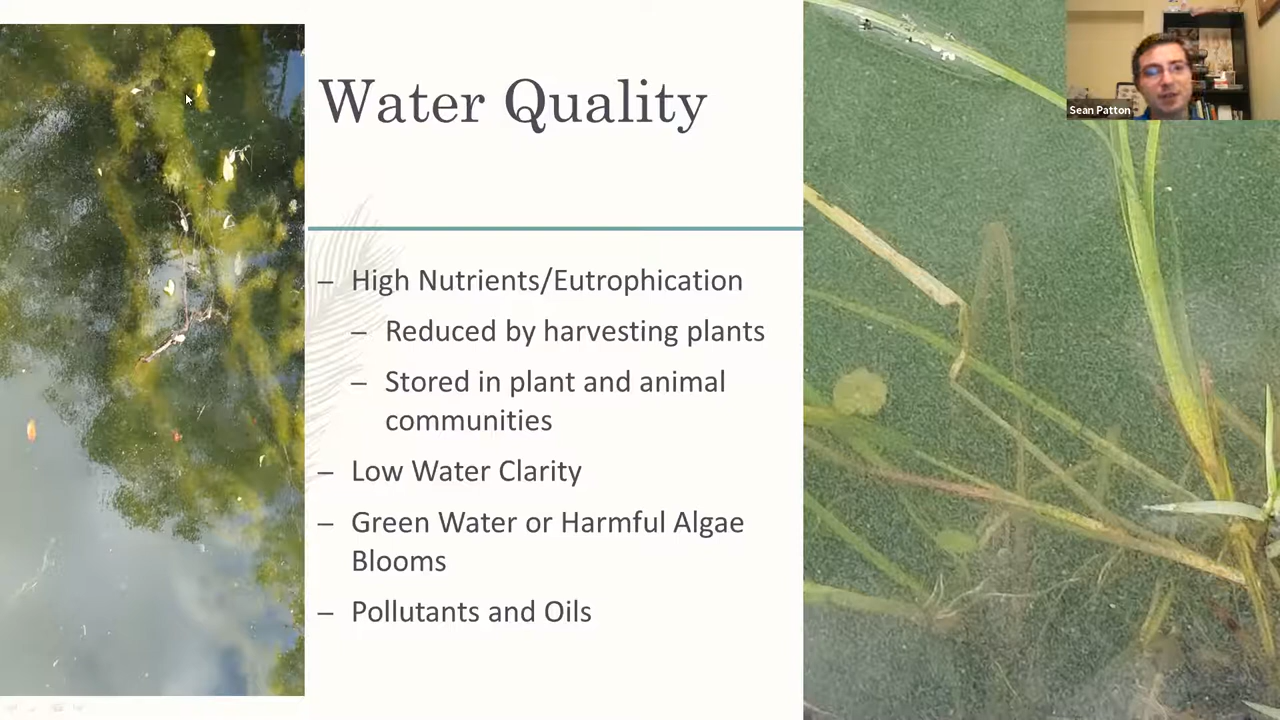 Water Quality
Sean Patton
– High Nutrients/Eutrophication
– Reduced by harvesting plants
– Stored in plant and animal
communities
– Low Water Clarity
– Green Water or Harmful Algae
Blooms
– Pollutants and Oils